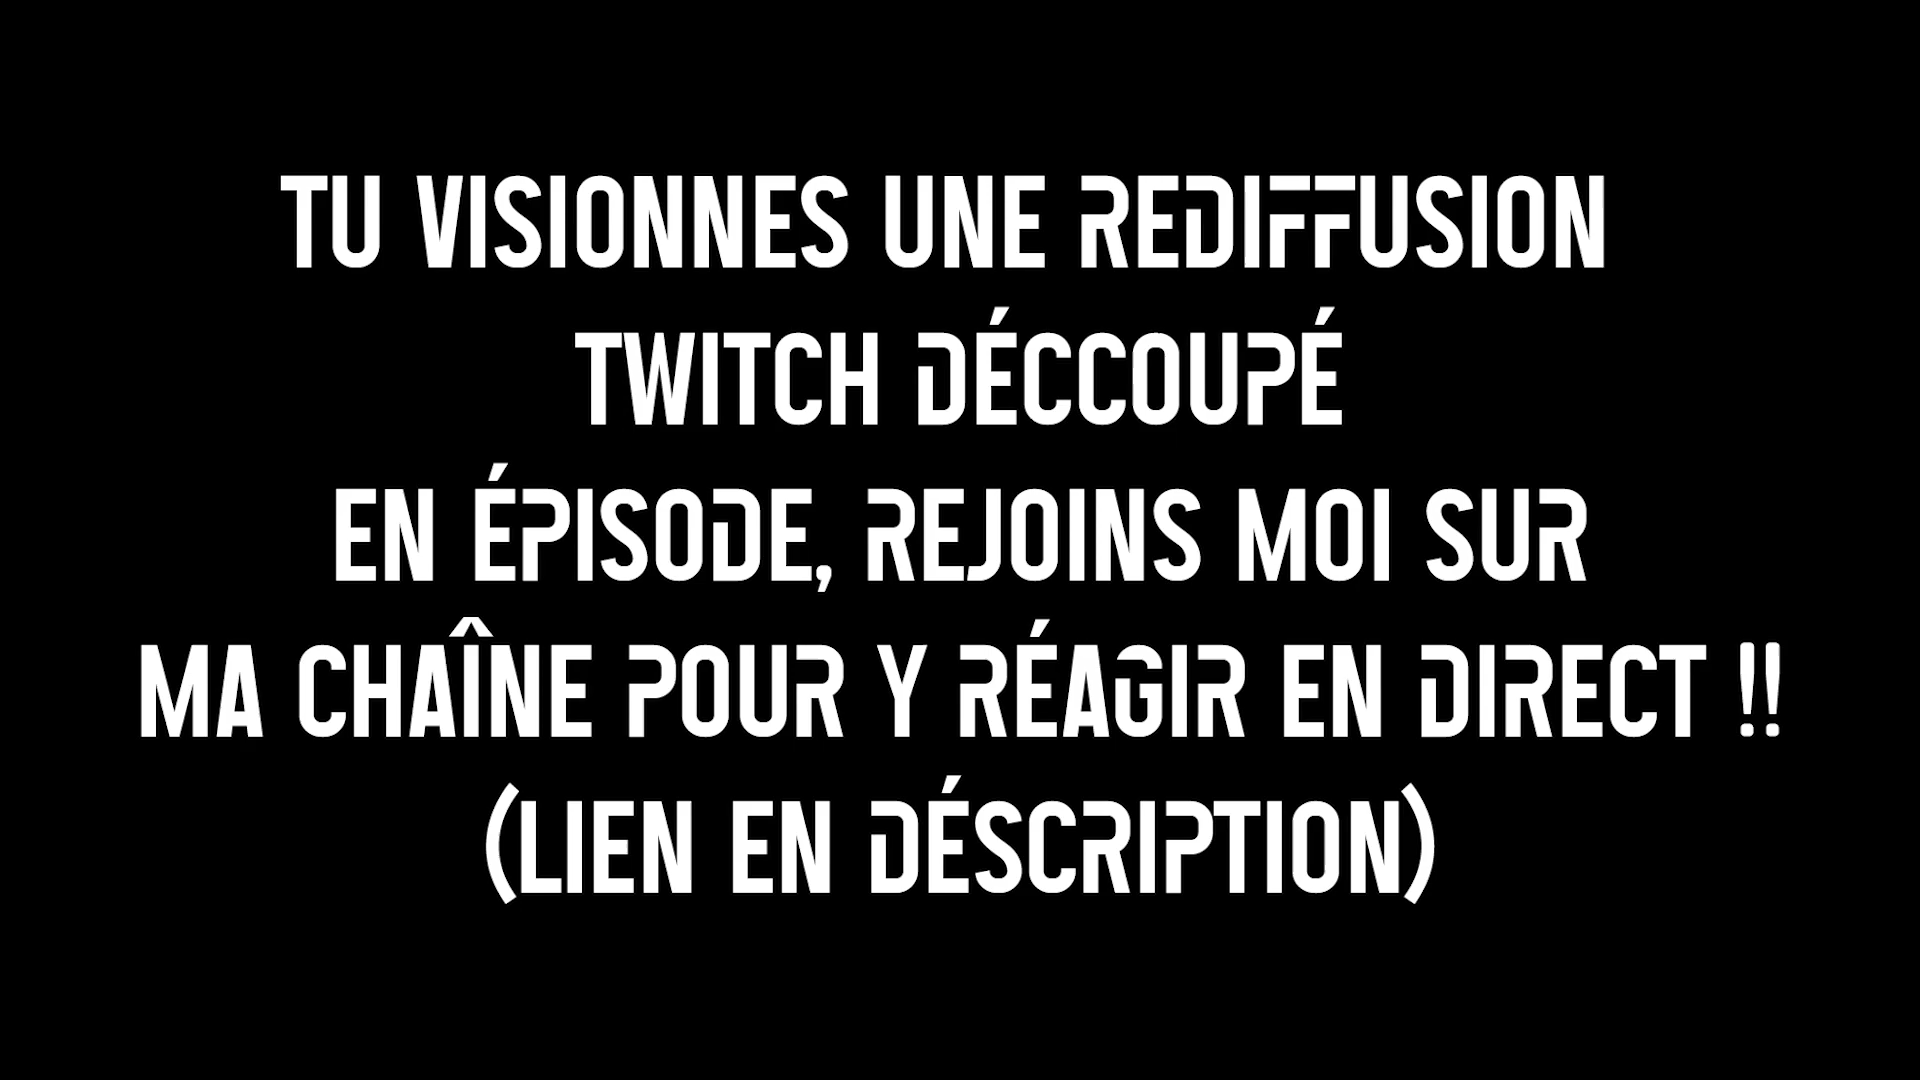 TU VISIONNES UNE REDIFFUSION
TWITCH DÉCCOUPÉ
EN ÉPISODE, REJOINS MOI SUR
MA CHAÎNE POUR Y RÉAGIR EN DIRECT !!
(LIEN EN DÉSCRIPTION)